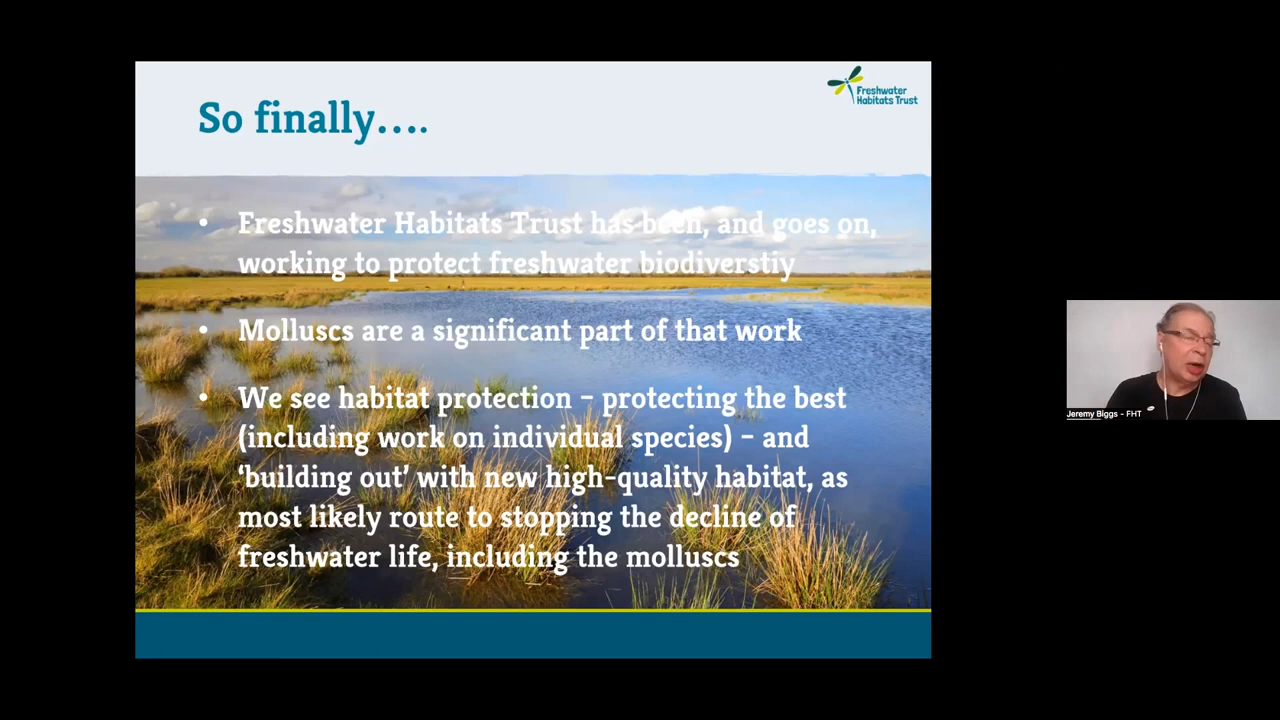 Freshwater
Habitats Trust
So finally....
• Freshwater Habitats Trust has been, and goes on,
working to protect freshwater biodiverstiy
• Molluscs are a significant part of that work
• We see habitat protection – protecting the best
(including work on individual species) – and
‘building out’ with new high-quality habitat, as
most likely route to stopping the decline of
freshwater life, including the molluscs
Jeremy Biggs - FHT